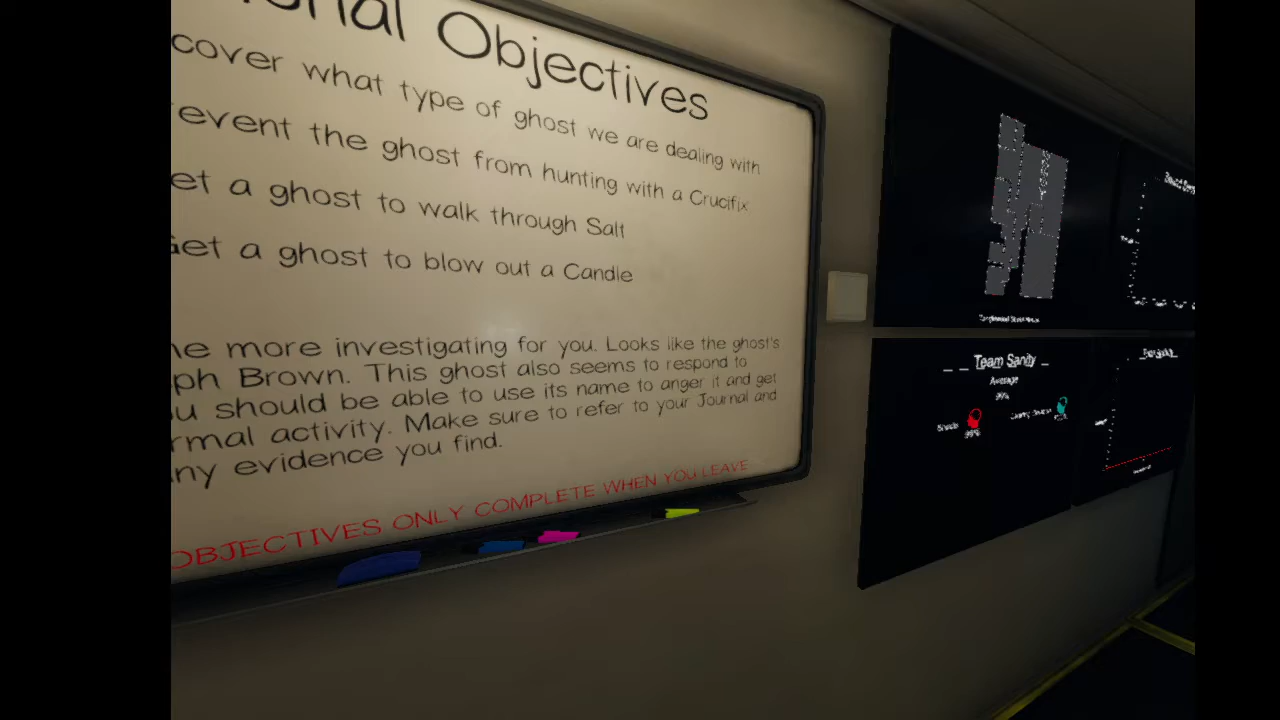 Objectives
cover what type of ghost we are dealing with
event the ghost from hunting with a Crucifix
et a ghost to walk through Salt
Get a ghost to blow out a Candle
he more investigating for you. Looks like the ghost's
ph Brown. This ghost also seems to respond to
u should be able to use its name to anger it and get
rmal activity. Make sure to refer to your Journal and
ny evidence you find.
OBJECTIVES ONLY COMPLETE WHEN YOU LEAVE
Team Sanity
Average